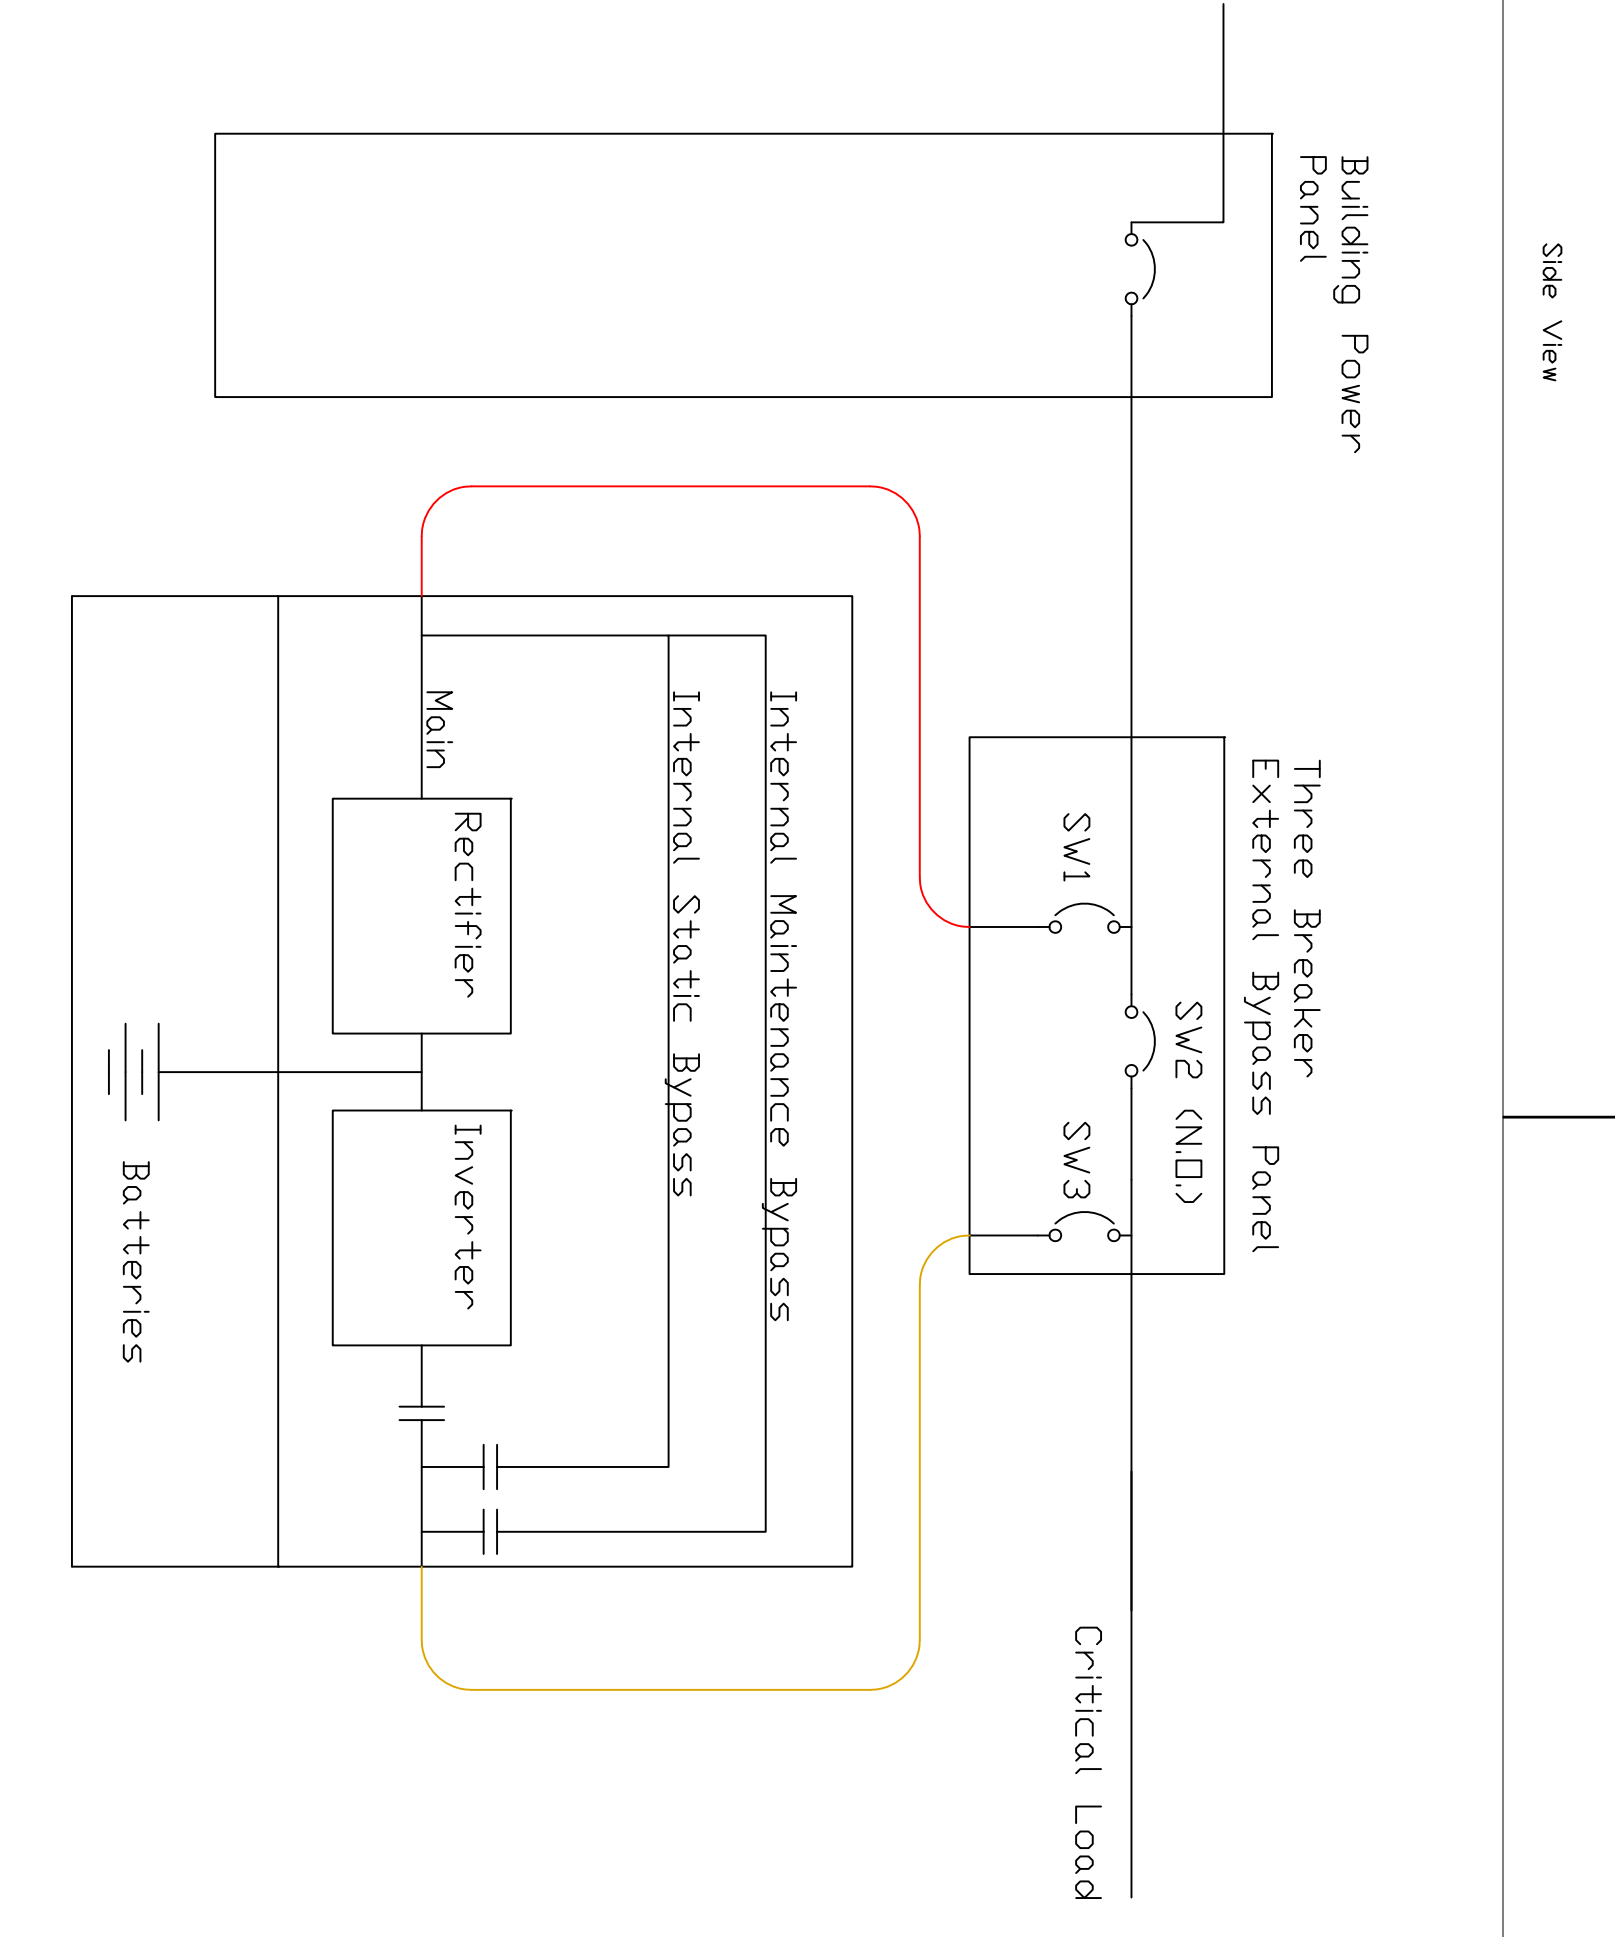 Side View
Building Power
Panel
Three Breaker
External Bypass Panel
SW2 (N.O.)
SW1
SW3
Critical Load
Internal Maintenance Bypass
Internal Static Bypass
Main
Rectifier
Inverter
Batteries